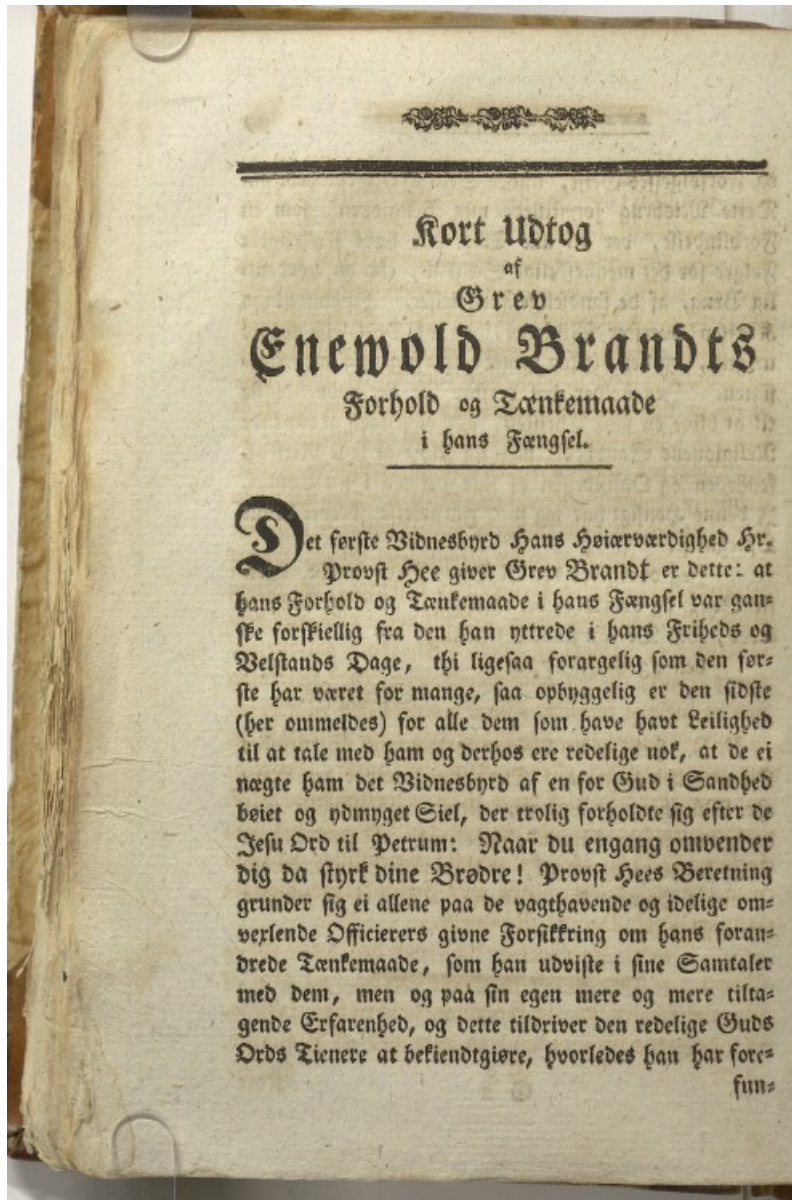 Kort Udtog
af
Grev
Enewold Brandts
Forhold og Tænkemaade
i hans Fængsel.
Det første Vidnesbyrd Hans Høiærværdighed Hr.
Provst Hee giver Grev Brandt er dette: at
hans Forhold og Tænkemaade i hans Fængsel var gan-
ske forskiellig fra den han yttrede i hans Friheds og
Velstands Dage, thi ligesaa forargelig som den før-
ste har været for mange, saa opbyggelig er den sidste
(her ommeldes) for alle dem som have havt Leilighed
til at tale med ham og derhos ere redelige nok, at de ei
nægte ham det Vidnesbyrd af en for Gud i Sandhed
bøiet og ydmyget Siel, der trolig forholdte sig efter de
Jesu Ord til Petrum: Naar du engang omvender
dig da styrk dine Brødre! Provst Hees Beretning
grunder sig ei allene paa de vagthavende og idelige om-
vexlende Officierers givne Forsikkring om hans foran-
drede Tænkemaade, som han udviste i sine Samtaler
med dem, men og paa sin egen mere og mere tilta-
gende Erfarenhed, og dette tildriver den redelige Guds
Ords Tienere at bekiendtgiøre, hvorledes han har fore-
fun-